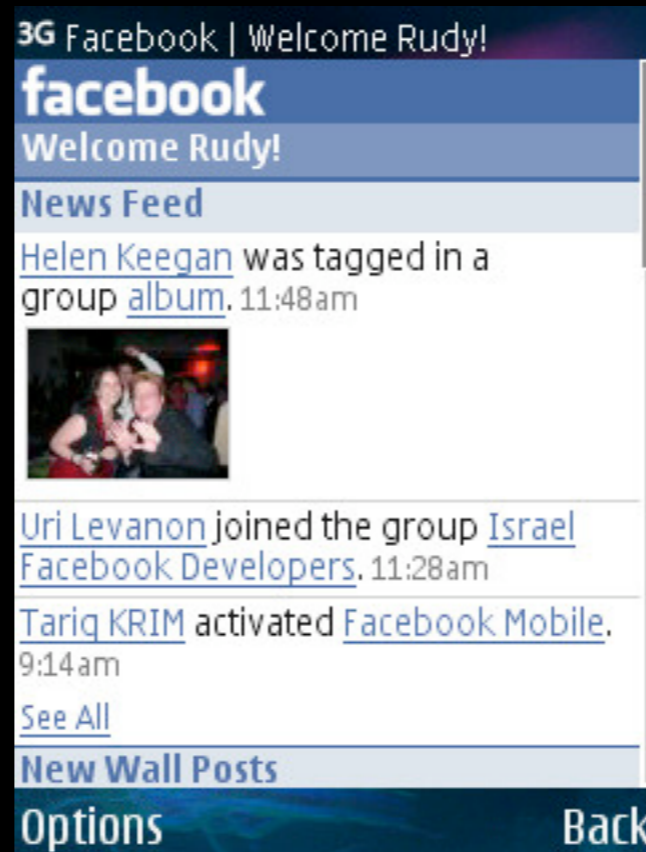 3G Facebook | Welcome Rudy!
facebook
Welcome Rudy!
News Feed
Helen Keegan was tagged in a
group album. 11:48am
Uri Levanon joined the group Israel
Facebook Developers. 11:28am
Tariq KRIM activated Facebook Mobile.
9:14am
See All
New Wall Posts
Options Back